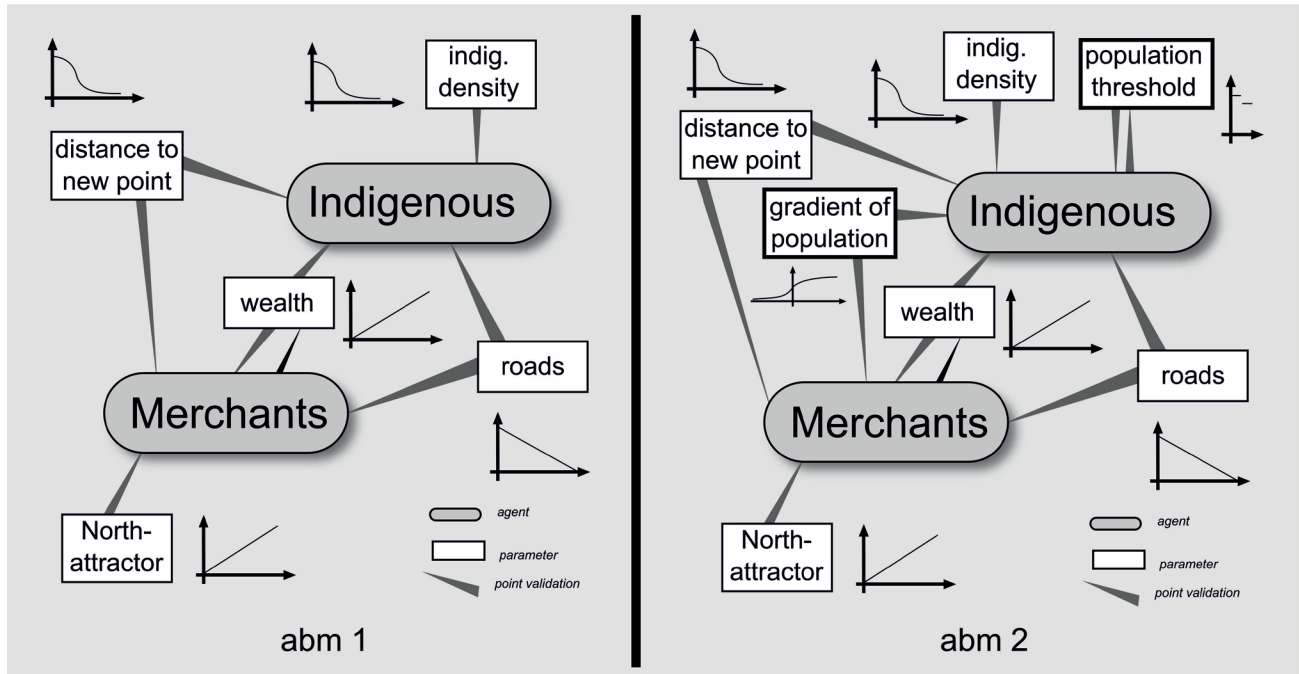 indig.
density
distance to
new point
Indigenous
wealth
roads
Merchants
North-
attractor
agent
parameter
point validation
abm 1
indig.
density
population
threshold
distance to
new point
gradient of
population
Indigenous
wealth
roads
Merchants
North-
attractor
agent
parameter
point validation
abm 2